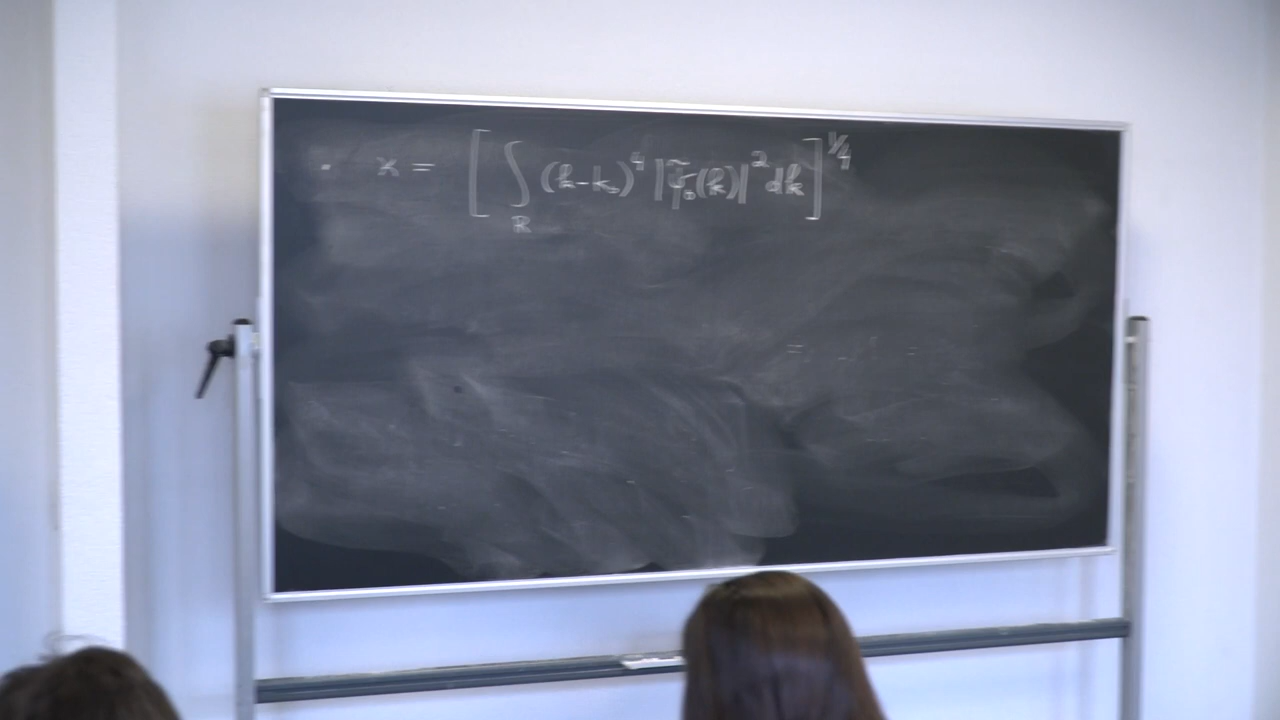 · x = [ ∫_R (k-k₀)⁴ |ψ̃₀(k)|² dk ]^{1/4}
= - =